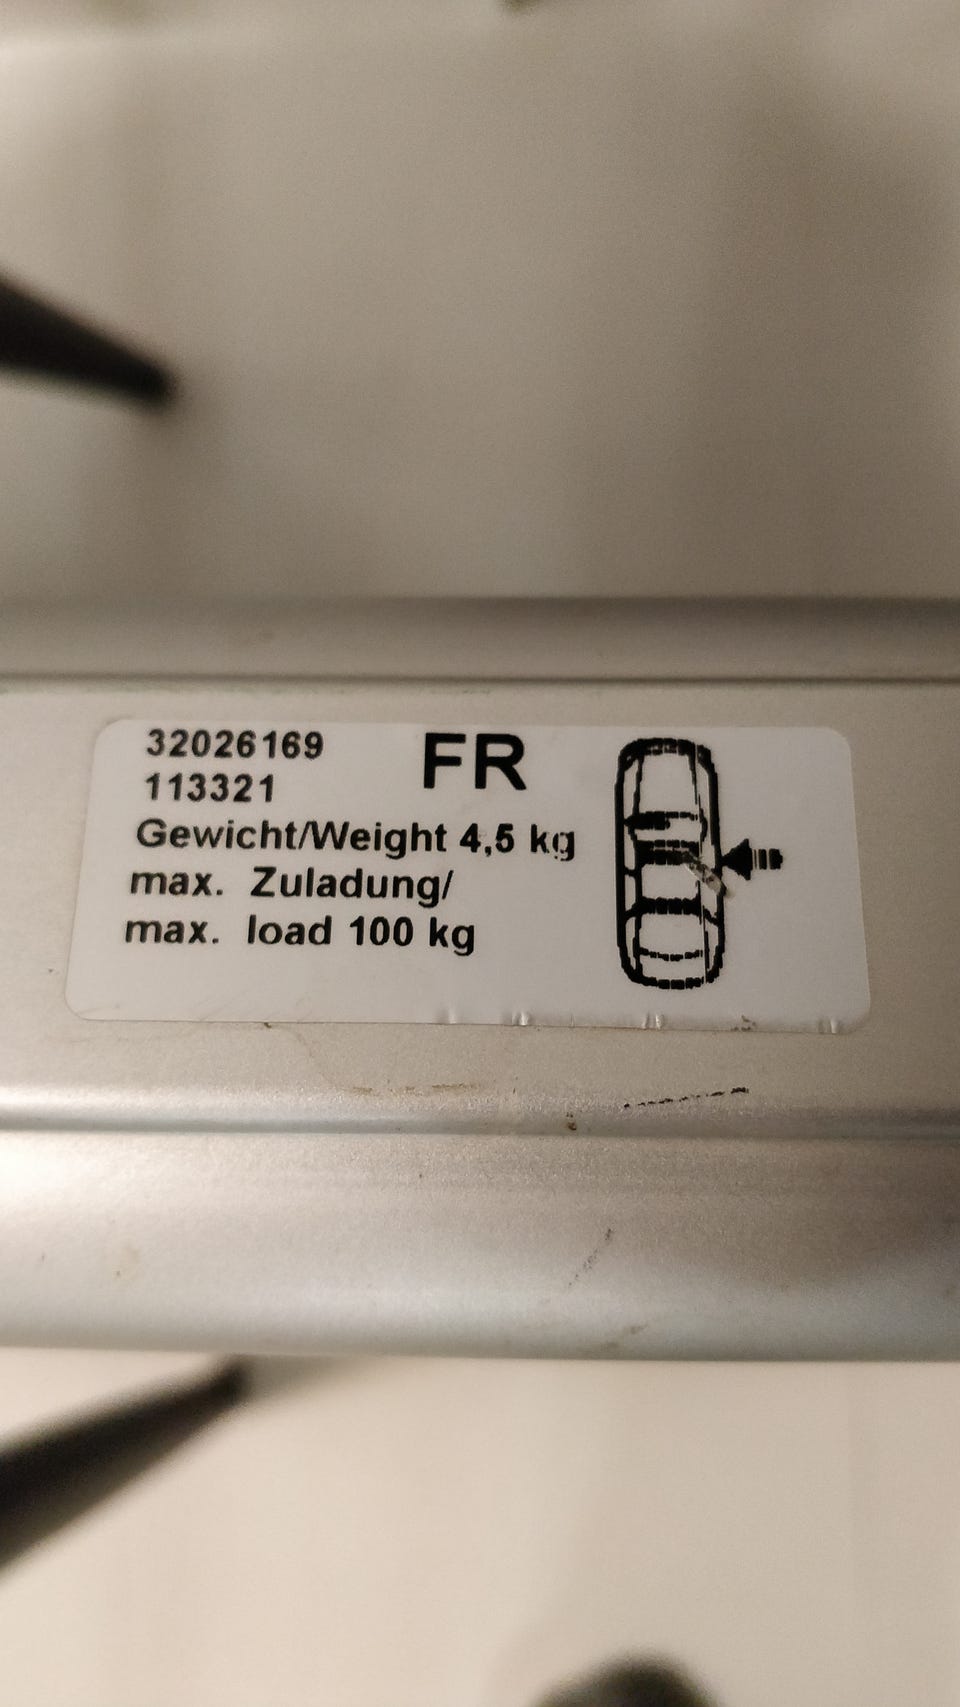 32026169
FR
113321
Gewicht/Weight 4,5 kg
max. Zuladung/
max. load 100 kg